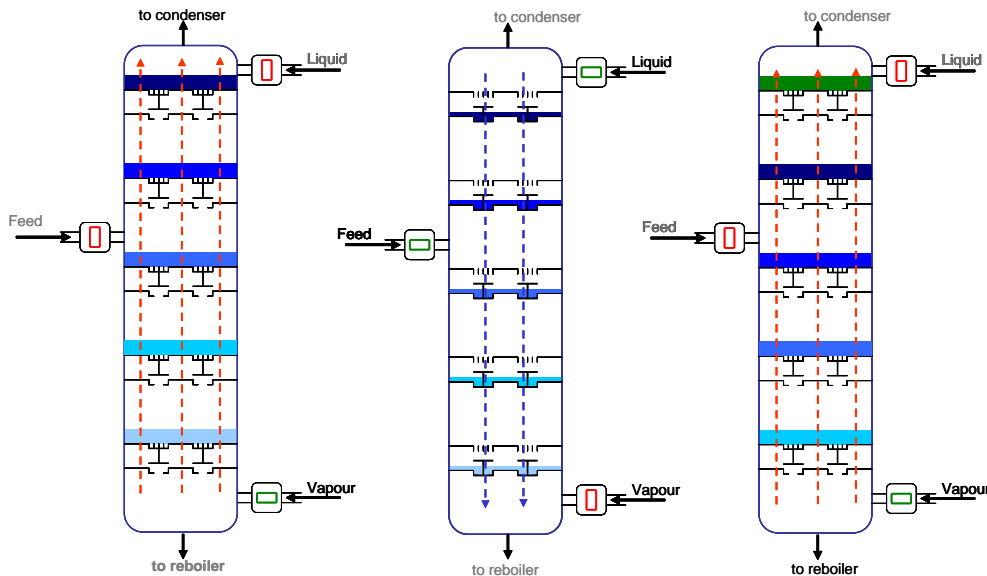 to condenser
Liquid
Feed
Vapour
to reboiler
to condenser
Liquid
Feed
Vapour
to reboiler
to condenser
Liquid
Feed
Vapour
to reboiler